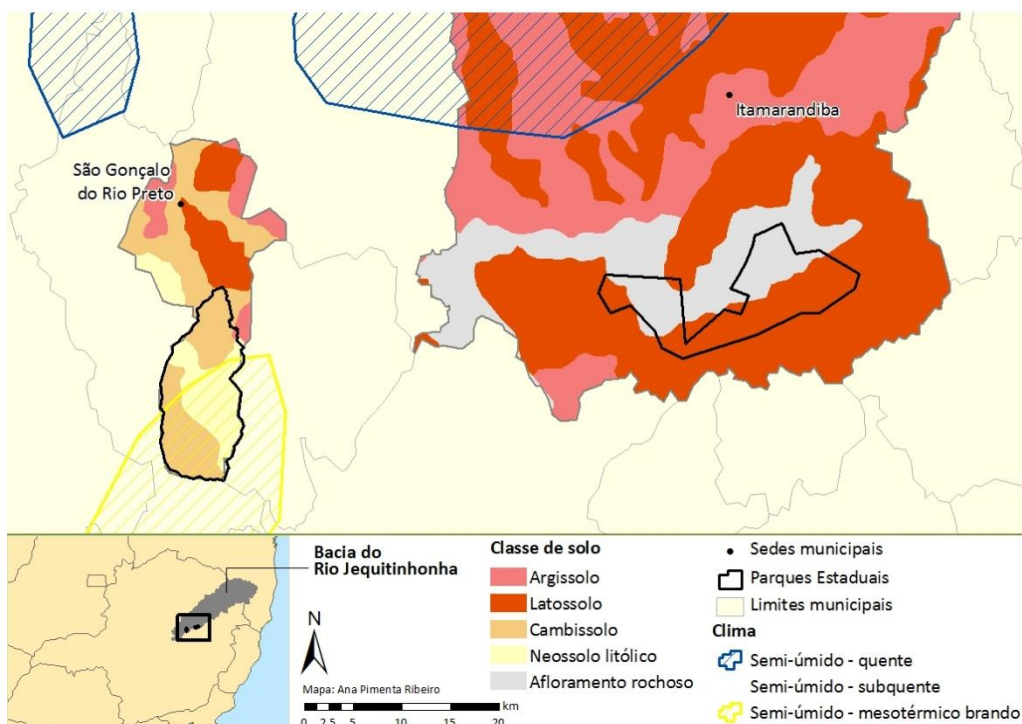 São Gonçalo
do Rio Preto
Itamarandiba
Bacia do
Rio Jequitinhonha
N
Mapa: Ana Pimenta Ribeiro
km
0 2,5 5 10 15 20
Classe de solo
Argissolo
Latossolo
Cambissolo
Neossolo litólico
Afloramento rochoso
Sedes municipais
Parques Estaduais
Limites municipais
Clima
Semi-úmido - quente
Semi-úmido - subquente
Semi-úmido - mesotérmico brando